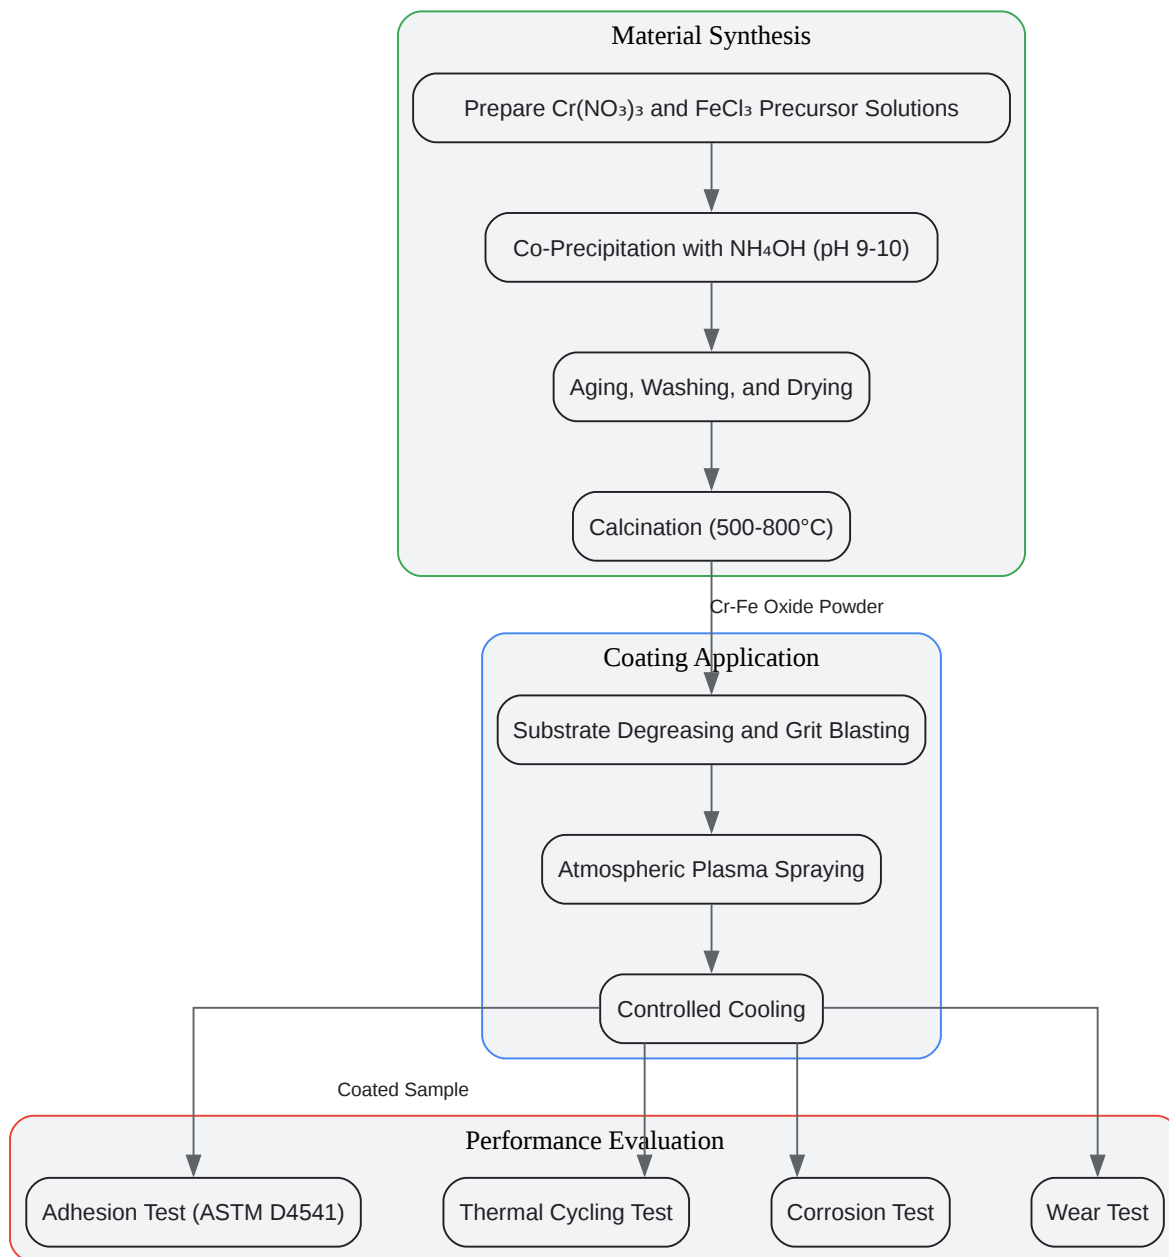 Material Synthesis
Prepare Cr(NO₃)₃ and FeCl₃ Precursor Solutions
Co-Precipitation with NH₄OH (pH 9-10)
Aging, Washing, and Drying
Calcination (500-800°C)
Cr-Fe Oxide Powder
Coating Application
Substrate Degreasing and Grit Blasting
Atmospheric Plasma Spraying
Controlled Cooling
Coated Sample
Performance Evaluation
Adhesion Test (ASTM D4541)
Thermal Cycling Test
Corrosion Test
Wear Test